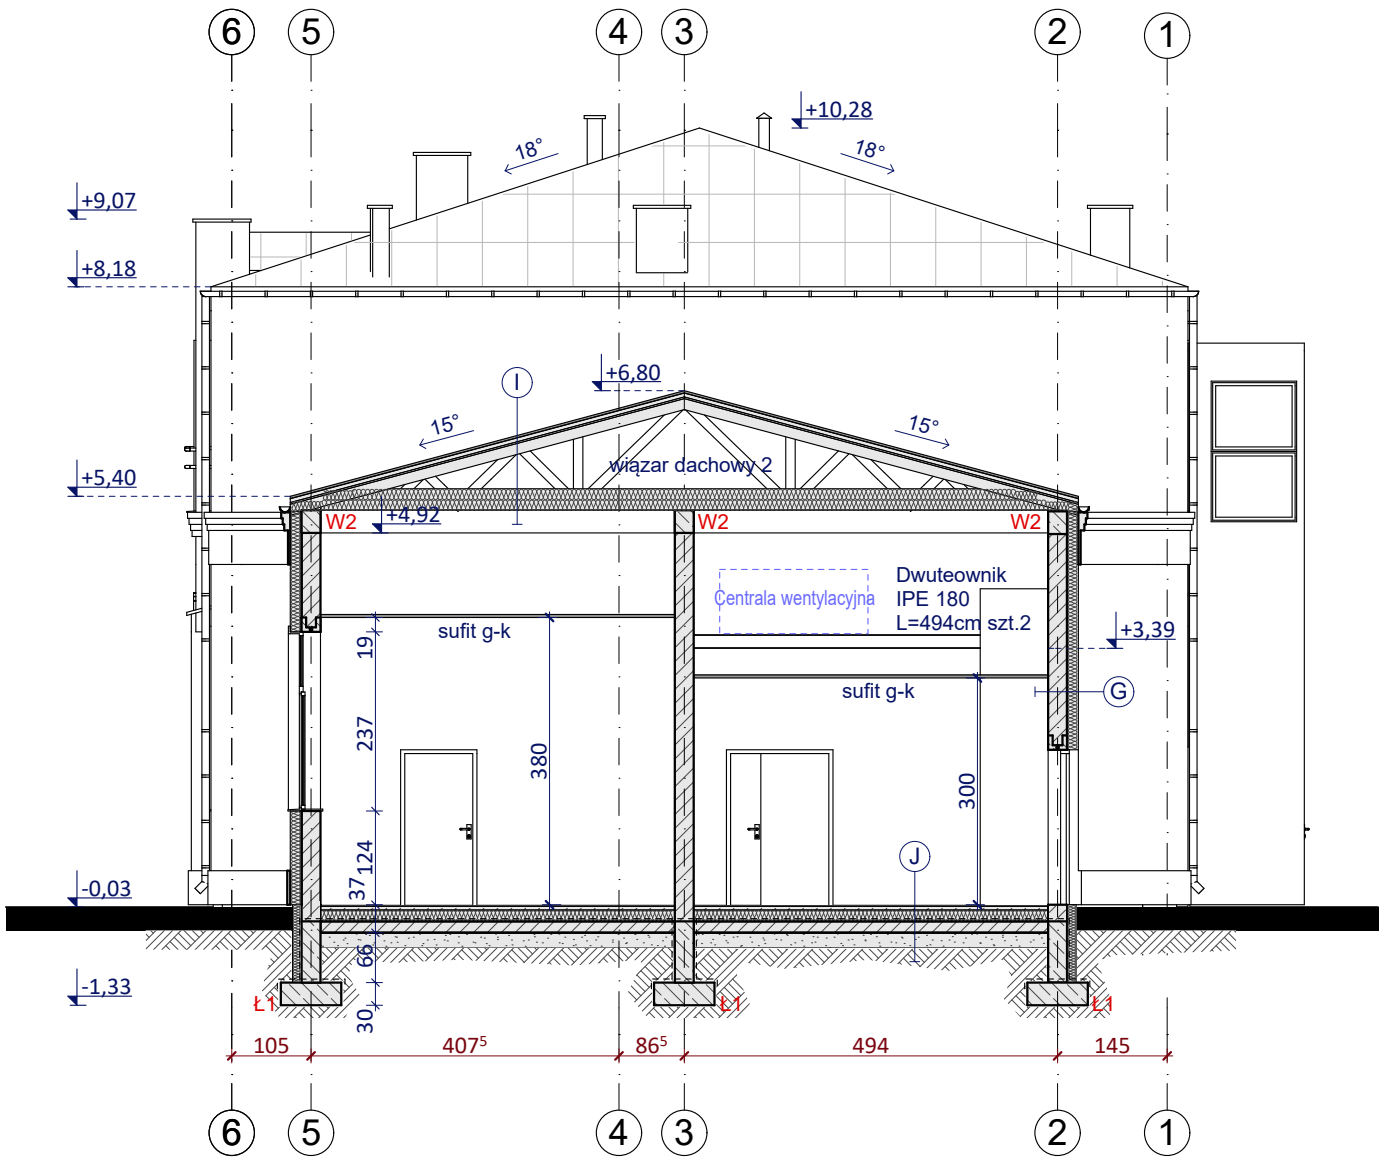 6 5 4 3 2 1
+10,28
18° 18°
+9,07
+8,18
+6,80
I
15° 15°
wiązar dachowy 2
+5,40
W2 +4,92 W2 W2
Dwuteownik
IPE 180
L=494cm szt.2
Centrala wentylacyjna
sufit g-k
+3,39
19
sufit g-k
G
237
380
300
124
J
37
-0,03
66
-1,33
Ł1 Ł1 Ł1
30
105 407⁵ 86⁵ 494 145
6 5 4 3 2 1